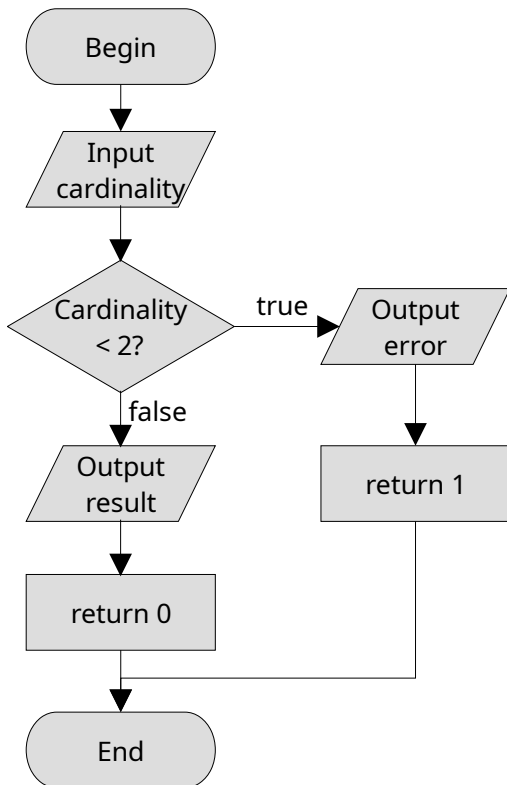 Begin
Input
cardinality
Cardinality
< 2?
true
Output
error
false
Output
result
return 1
return 0
End